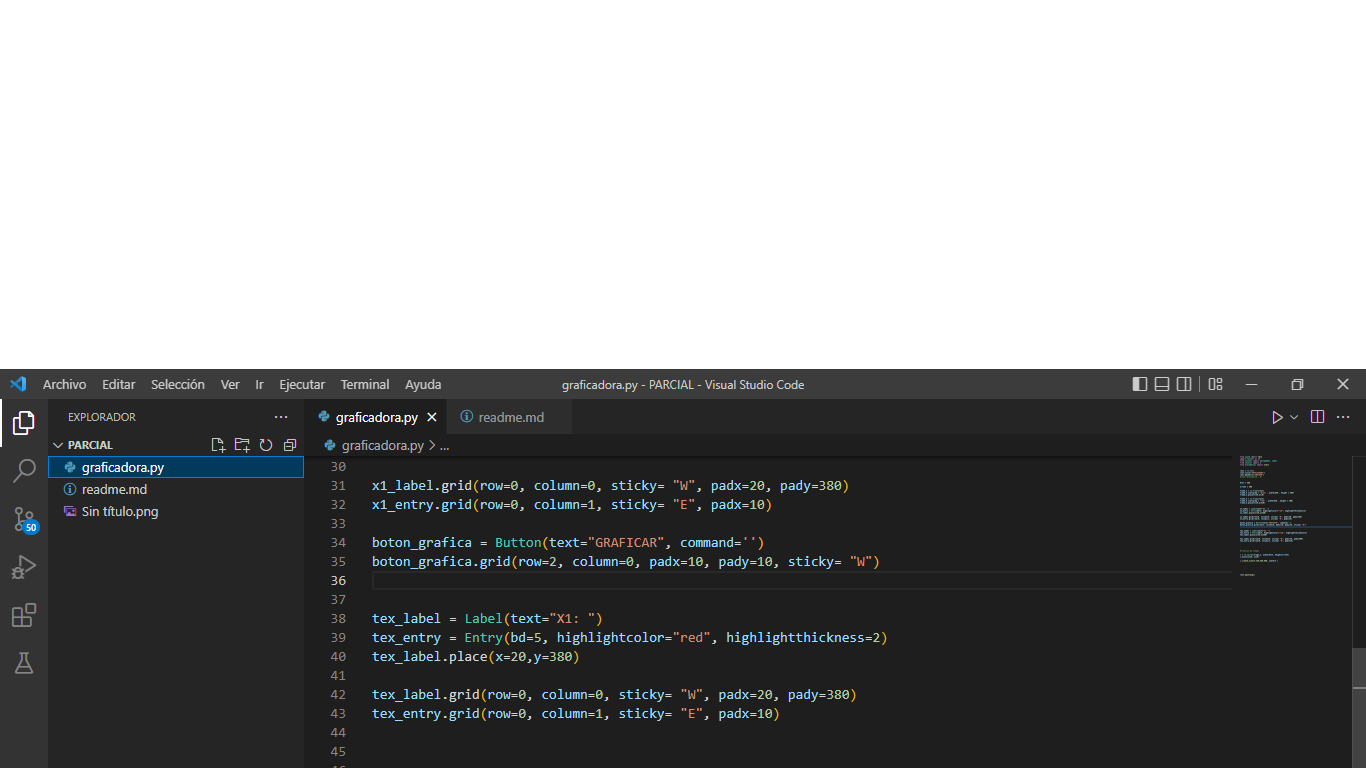 Archivo Editar Selección Ver Ir Ejecutar Terminal Ayuda graficadora.py - PARCIAL - Visual Studio Code
EXPLORADOR ...
PARCIAL
graficadora.py
readme.md
Sin título.png
50
graficadora.py readme.md
graficadora.py > ...
30
31 x1_label.grid(row=0, column=0, sticky= "W", padx=20, pady=380)
32 x1_entry.grid(row=0, column=1, sticky= "E", padx=10)
33
34 boton_grafica = Button(text="GRAFICAR", command='')
35 boton_grafica.grid(row=2, column=0, padx=10, pady=10, sticky= "W")
36
37
38 tex_label = Label(text="X1: ")
39 tex_entry = Entry(bd=5, highlightcolor="red", highlightthickness=2)
40 tex_label.place(x=20,y=380)
41
42 tex_label.grid(row=0, column=0, sticky= "W", padx=20, pady=380)
43 tex_entry.grid(row=0, column=1, sticky= "E", padx=10)
44
45